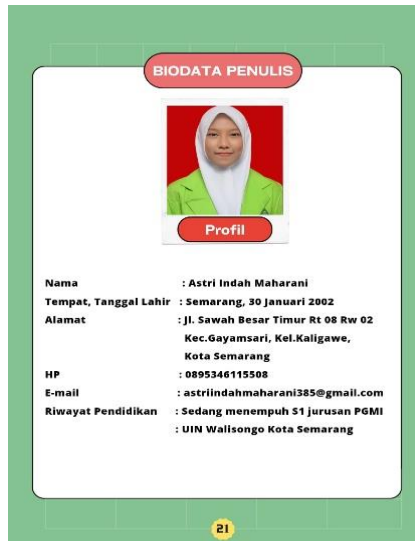 BIODATA PENULIS
Profil
Nama : Astri Indah Maharani
Tempat, Tanggal Lahir : Semarang, 30 Januari 2002
Alamat : Jl. Sawah Besar Timur Rt 08 Rw 02
Kec.Gayamsari, Kel.Kaligawe,
Kota Semarang
HP : 0895346115508
E-mail : astriindahmaharani385@gmail.com
Riwayat Pendidikan : Sedang menempuh S1 jurusan PGMI
: UIN Walisongo Kota Semarang
21